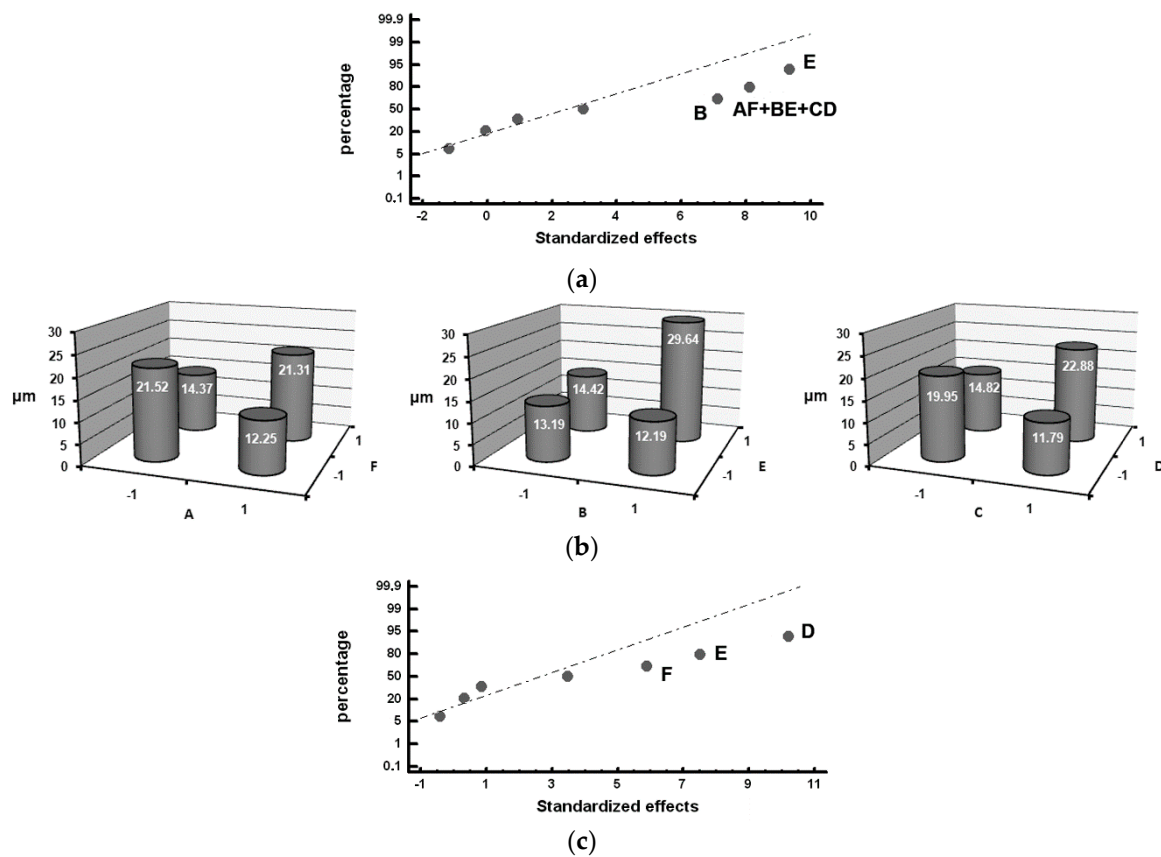 99.9
99
95
80
50
20
5
1
0.1
percentage
E
B
AF+BE+CD
-2 0 2 4 6 8 10
Standardized effects
(a)
30
25
20
15
10
5
0
µm
21.52 14.37 21.31 12.25
-1 1
A
-1 1
F
30
25
20
15
10
5
0
µm
13.19 14.42 29.64 12.19
-1 1
B
-1 1
E
30
25
20
15
10
5
0
µm
19.95 14.82 22.88 11.79
-1 1
C
-1 1
D
(b)
99.9
99
95
80
50
20
5
1
0.1
percentage
D
E
F
-1 1 3 5 7 9 11
Standardized effects
(c)